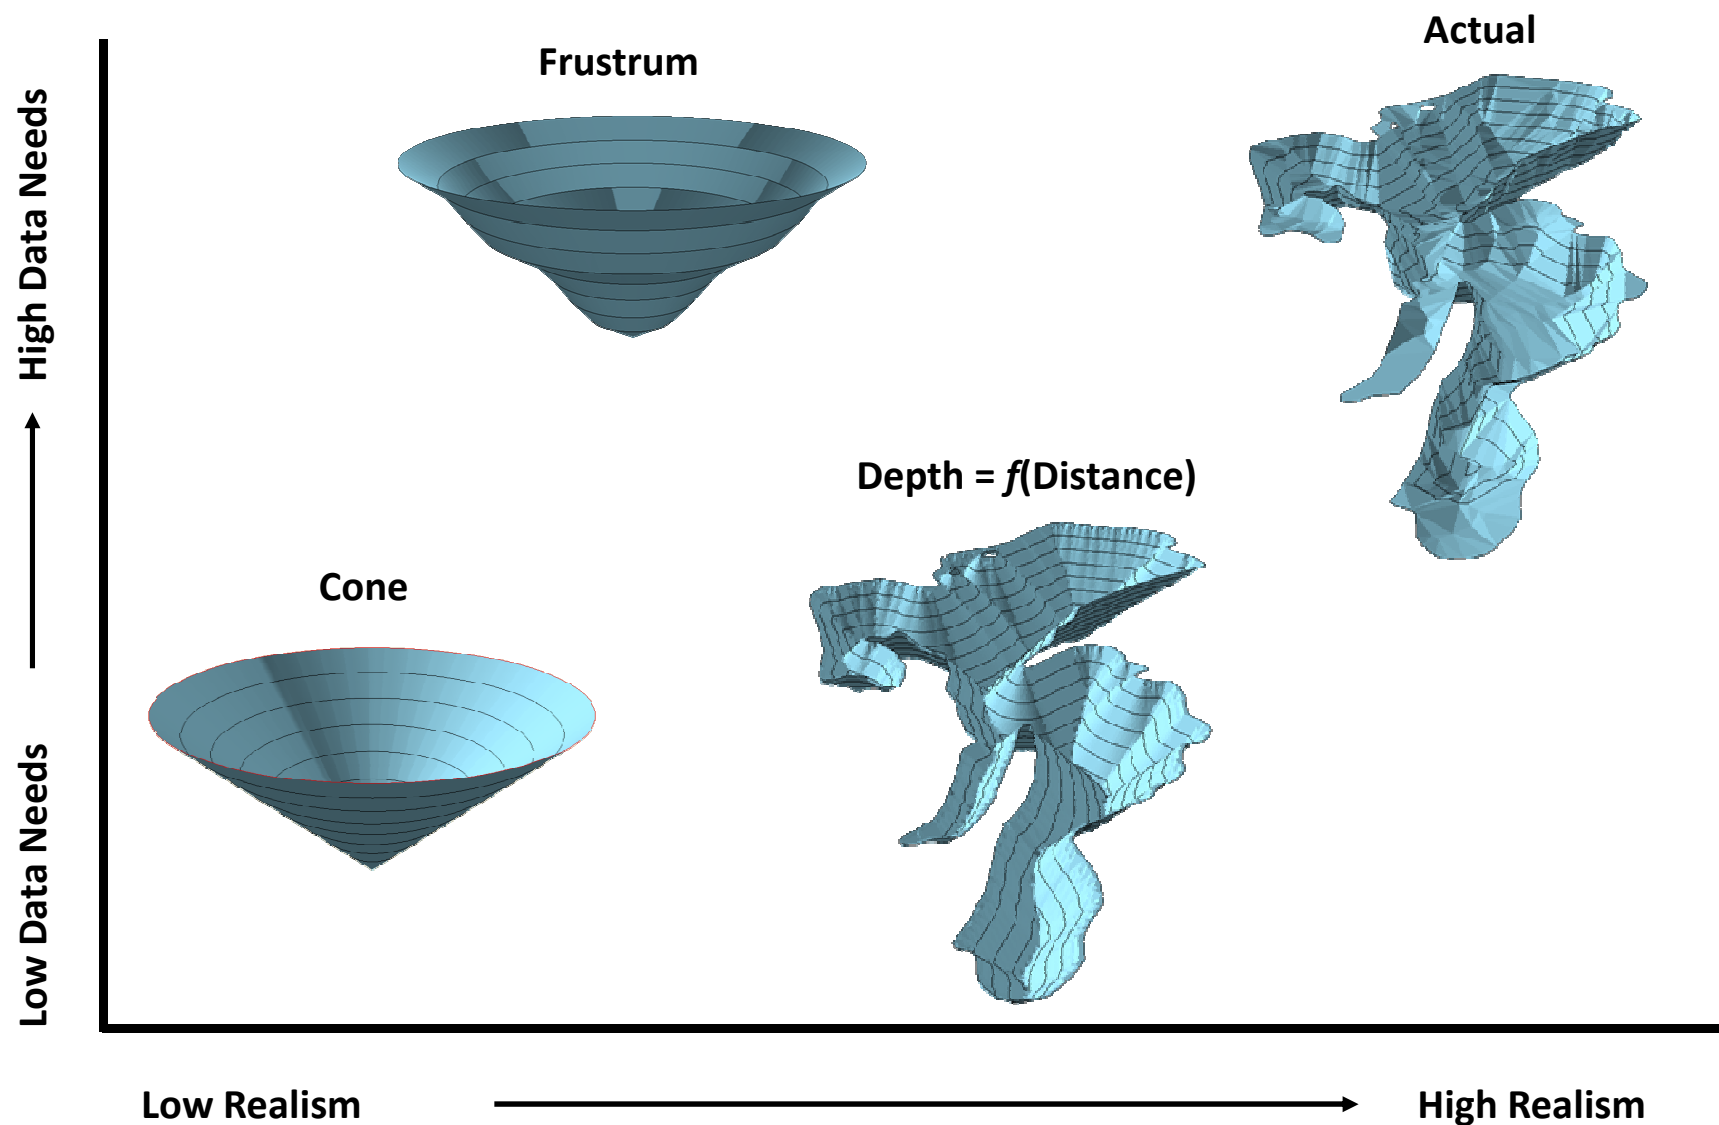 Actual
Frustrum
High Data Needs
Depth = f(Distance)
Cone
Low Data Needs
Low Realism
High Realism